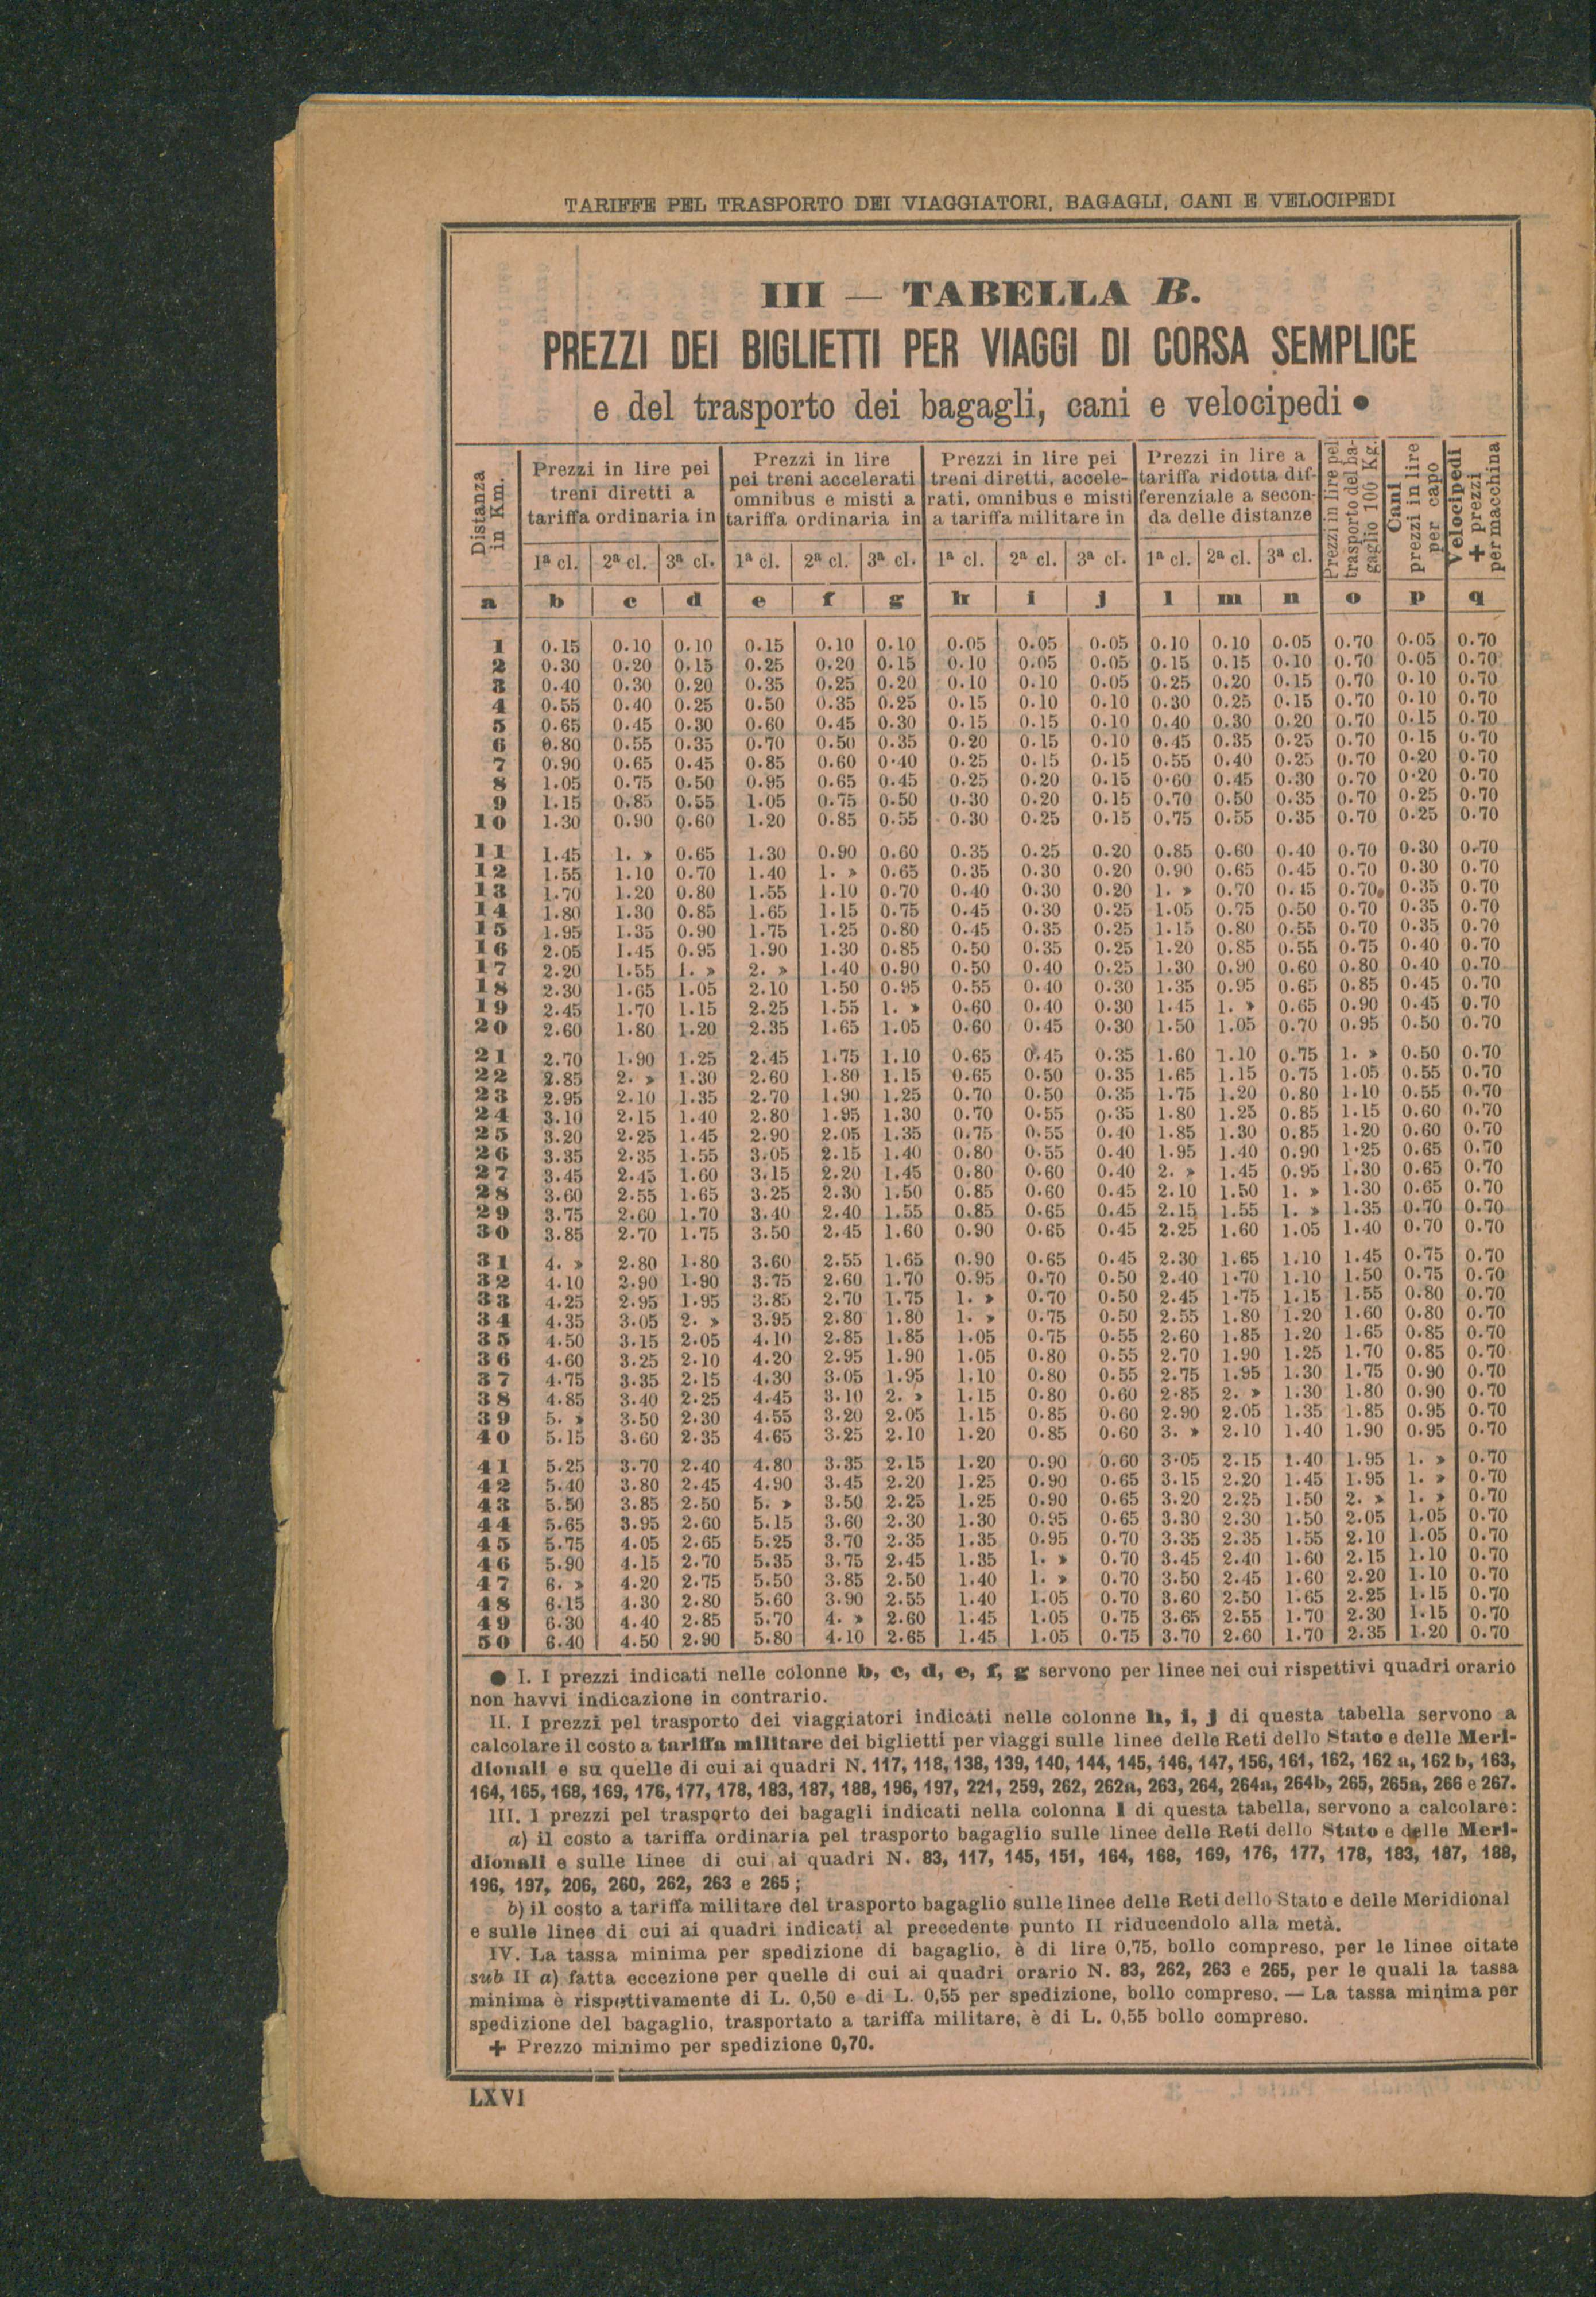 TARIFFE PEL TRASPORTO DEI VIAGGIATORI, BAGAGLI, CANI E VELOCIPEDI
III — TABELLA B.
PREZZI DEI BIGLIETTI PER VIAGGI DI CORSA SEMPLICE
e del trasporto dei bagagli, cani e velocipedi ●
Distanza in Km.
Prezzi in lire pei
treni diretti a
tariffa ordinaria in
Prezzi in lire
pei treni accelerati
omnibus e misti a
tariffa ordinaria in
Prezzi in lire pei
treni diretti, accele-
rati, omnibus e misti
a tariffa militare in
Prezzi in lire a
tariffa ridotta dif-
ferenziale a secon-
da delle distanze
Prezzi in lire pel
trasporto del ba-
gaglio 100 Kg.
Cani
prezzi in lire
per capo
Velocipedi
+ prezzi
per macchina
1ª cl. 2ª cl. 3ª cl. 1ª cl. 2ª cl. 3ª cl. 1ª cl. 2ª cl. 3ª cl. 1ª cl. 2ª cl. 3ª cl.
a b c d e f g h i j l m n o p q
1 0.15 0.10 0.10 0.15 0.10 0.10 0.05 0.05 0.05 0.10 0.10 0.05 0.70 0.05 0.70
2 0.30 0.20 0.15 0.25 0.20 0.15 0.10 0.05 0.05 0.15 0.15 0.10 0.70 0.05 0.70
3 0.40 0.30 0.20 0.35 0.25 0.20 0.10 0.10 0.05 0.25 0.20 0.15 0.70 0.10 0.70
4 0.55 0.40 0.25 0.50 0.35 0.25 0.15 0.10 0.10 0.30 0.25 0.15 0.70 0.10 0.70
5 0.65 0.45 0.30 0.60 0.45 0.30 0.15 0.15 0.10 0.40 0.30 0.20 0.70 0.15 0.70
6 0.80 0.55 0.35 0.70 0.50 0.35 0.20 0.15 0.10 0.45 0.35 0.25 0.70 0.15 0.70
7 0.90 0.65 0.45 0.85 0.60 0.40 0.25 0.15 0.15 0.55 0.40 0.25 0.70 0.20 0.70
8 1.05 0.75 0.50 0.95 0.65 0.45 0.25 0.20 0.15 0.60 0.45 0.30 0.70 0.20 0.70
9 1.15 0.85 0.55 1.05 0.75 0.50 0.30 0.20 0.15 0.70 0.50 0.35 0.70 0.25 0.70
10 1.30 0.90 0.60 1.20 0.85 0.55 0.30 0.25 0.15 0.75 0.55 0.35 0.70 0.25 0.70
11 1.45 1. » 0.65 1.30 0.90 0.60 0.35 0.25 0.20 0.85 0.60 0.40 0.70 0.30 0.70
12 1.55 1.10 0.70 1.40 1. » 0.65 0.35 0.30 0.20 0.90 0.65 0.45 0.70 0.30 0.70
13 1.70 1.20 0.80 1.55 1.10 0.70 0.40 0.30 0.20 1. » 0.70 0.45 0.70 0.35 0.70
14 1.80 1.30 0.85 1.65 1.15 0.75 0.45 0.30 0.25 1.05 0.75 0.50 0.70 0.35 0.70
15 1.95 1.35 0.90 1.75 1.25 0.80 0.45 0.35 0.25 1.15 0.80 0.55 0.70 0.35 0.70
16 2.05 1.45 0.95 1.90 1.30 0.85 0.50 0.35 0.25 1.20 0.85 0.55 0.75 0.40 0.70
17 2.20 1.55 1. » 2. » 1.40 0.90 0.50 0.40 0.25 1.30 0.90 0.60 0.80 0.40 0.70
18 2.30 1.65 1.05 2.10 1.50 0.95 0.55 0.40 0.30 1.35 0.95 0.65 0.85 0.45 0.70
19 2.45 1.70 1.15 2.25 1.55 1. » 0.60 0.40 0.30 1.45 1. » 0.65 0.90 0.45 0.70
20 2.60 1.80 1.20 2.35 1.65 1.05 0.60 0.45 0.30 1.50 1.05 0.70 0.95 0.50 0.70
21 2.70 1.90 1.25 2.45 1.75 1.10 0.65 0.45 0.35 1.60 1.10 0.75 1. » 0.50 0.70
22 2.85 2. » 1.30 2.60 1.80 1.15 0.65 0.50 0.35 1.65 1.15 0.75 1.05 0.55 0.70
23 2.95 2.10 1.35 2.70 1.90 1.25 0.70 0.50 0.35 1.75 1.20 0.80 1.10 0.55 0.70
24 3.10 2.15 1.40 2.80 1.95 1.30 0.70 0.55 0.35 1.80 1.25 0.85 1.15 0.60 0.70
25 3.20 2.25 1.45 2.90 2.05 1.35 0.75 0.55 0.40 1.85 1.30 0.85 1.20 0.60 0.70
26 3.35 2.35 1.55 3.05 2.15 1.40 0.80 0.55 0.40 1.95 1.40 0.90 1.25 0.65 0.70
27 3.45 2.45 1.60 3.15 2.20 1.45 0.80 0.60 0.40 2. » 1.45 0.95 1.30 0.65 0.70
28 3.60 2.55 1.65 3.25 2.30 1.50 0.85 0.60 0.45 2.10 1.50 1. » 1.30 0.65 0.70
29 3.75 2.60 1.70 3.40 2.40 1.55 0.85 0.65 0.45 2.15 1.55 1. » 1.35 0.70 0.70
30 3.85 2.70 1.75 3.50 2.45 1.60 0.90 0.65 0.45 2.25 1.60 1.05 1.40 0.70 0.70
31 4. » 2.80 1.80 3.60 2.55 1.65 0.90 0.65 0.45 2.30 1.65 1.10 1.45 0.75 0.70
32 4.10 2.90 1.90 3.75 2.60 1.70 0.95 0.70 0.50 2.40 1.70 1.10 1.50 0.75 0.70
33 4.25 2.95 1.95 3.85 2.70 1.75 1. » 0.70 0.50 2.45 1.75 1.15 1.55 0.80 0.70
34 4.35 3.05 2. » 3.95 2.80 1.80 1. » 0.75 0.50 2.55 1.80 1.20 1.60 0.80 0.70
35 4.50 3.15 2.05 4.10 2.85 1.85 1.05 0.75 0.55 2.60 1.85 1.20 1.65 0.85 0.70
36 4.60 3.25 2.10 4.20 2.95 1.90 1.05 0.80 0.55 2.70 1.90 1.25 1.70 0.85 0.70
37 4.75 3.35 2.15 4.30 3.05 1.95 1.10 0.80 0.55 2.75 1.95 1.30 1.75 0.90 0.70
38 4.85 3.40 2.25 4.45 3.10 2. » 1.15 0.80 0.60 2.85 2. » 1.30 1.80 0.90 0.70
39 5. » 3.50 2.30 4.55 3.20 2.05 1.15 0.85 0.60 2.90 2.05 1.35 1.85 0.95 0.70
40 5.15 3.60 2.35 4.65 3.25 2.10 1.20 0.85 0.60 3. » 2.10 1.40 1.90 0.95 0.70
41 5.25 3.70 2.40 4.80 3.35 2.15 1.20 0.90 0.60 3.05 2.15 1.40 1.95 1. » 0.70
42 5.40 3.80 2.45 4.90 3.45 2.20 1.25 0.90 0.65 3.15 2.20 1.45 1.95 1. » 0.70
43 5.50 3.85 2.50 5. » 3.50 2.25 1.25 0.90 0.65 3.20 2.25 1.50 2. » 1. » 0.70
44 5.65 3.95 2.60 5.15 3.60 2.30 1.30 0.95 0.65 3.30 2.30 1.50 2.05 1.05 0.70
45 5.75 4.05 2.65 5.25 3.70 2.35 1.35 0.95 0.70 3.35 2.35 1.55 2.10 1.05 0.70
46 5.90 4.15 2.70 5.35 3.75 2.45 1.35 1. » 0.70 3.45 2.40 1.60 2.15 1.10 0.70
47 6. » 4.20 2.75 5.50 3.85 2.50 1.40 1. » 0.70 3.50 2.45 1.60 2.20 1.10 0.70
48 6.15 4.30 2.80 5.60 3.90 2.55 1.40 1.05 0.70 3.60 2.50 1.65 2.25 1.15 0.70
49 6.30 4.40 2.85 5.70 4. » 2.60 1.45 1.05 0.75 3.65 2.55 1.70 2.30 1.15 0.70
50 6.40 4.50 2.90 5.80 4.10 2.65 1.45 1.05 0.75 3.70 2.60 1.70 2.35 1.20 0.70
● I. I prezzi indicati nelle colonne b, c, d, e, f, g servono per linee nei cui rispettivi quadri orario
non havvi indicazione in contrario.
II. I prezzi pel trasporto dei viaggiatori indicati nelle colonne h, i, j di questa tabella servono a
calcolare il costo a tariffa militare dei biglietti per viaggi sulle linee delle Reti dello Stato e delle Meri-
dionali e su quelle di cui ai quadri N. 117, 118, 138, 139, 140, 144, 145, 146, 147, 156, 161, 162, 162 a, 162 b, 163,
164, 165, 168, 169, 176, 177, 178, 183, 187, 188, 196, 197, 221, 259, 262, 262a, 263, 264, 264a, 264b, 265, 265a, 266 e 267.
III. I prezzi pel trasporto dei bagagli indicati nella colonna l di questa tabella, servono a calcolare:
a) il costo a tariffa ordinaria pel trasporto bagaglio sulle linee delle Reti dello Stato e delle Meri-
dionali e sulle linee di cui ai quadri N. 83, 117, 145, 151, 164, 168, 169, 176, 177, 178, 183, 187, 188,
196, 197, 206, 260, 262, 263 e 265;
b) il costo a tariffa militare del trasporto bagaglio sulle linee delle Reti dello Stato e delle Meridional
e sulle linee di cui ai quadri indicati al precedente punto II riducendolo alla metà.
IV. La tassa minima per spedizione di bagaglio, è di lire 0,75, bollo compreso, per le linee citate
sub II a) fatta eccezione per quelle di cui ai quadri orario N. 83, 262, 263 e 265, per le quali la tassa
minima è rispettivamente di L. 0,50 e di L. 0,55 per spedizione, bollo compreso. — La tassa minima per
spedizione del bagaglio, trasportato a tariffa militare, è di L. 0,55 bollo compreso.
+ Prezzo minimo per spedizione 0,70.
LXVI